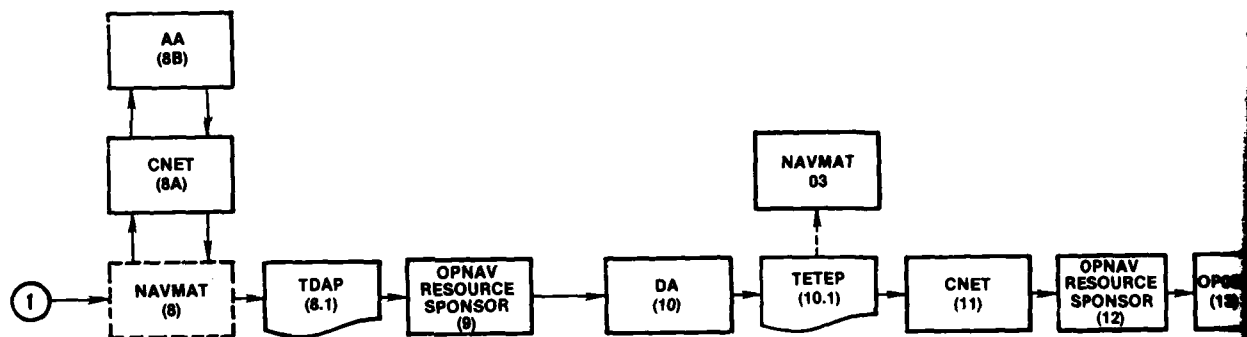 AA
(8B)
CNET
(8A)
NAVMAT
03
1
NAVMAT
(8)
TDAP
(8.1)
OPNAV
RESOURCE
SPONSOR
(9)
DA
(10)
TETEP
(10.1)
CNET
(11)
OPNAV
RESOURCE
SPONSOR
(12)